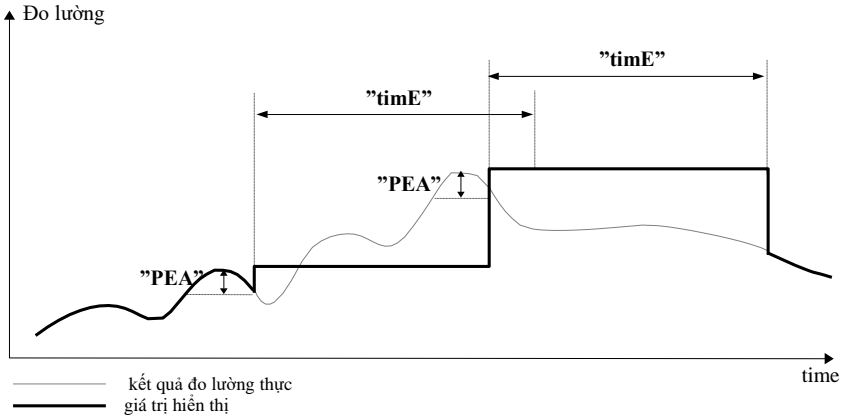 Đo lường
”timE”
”timE”
”PEA”
”PEA”
time
kết quả đo lường thực
giá trị hiển thị